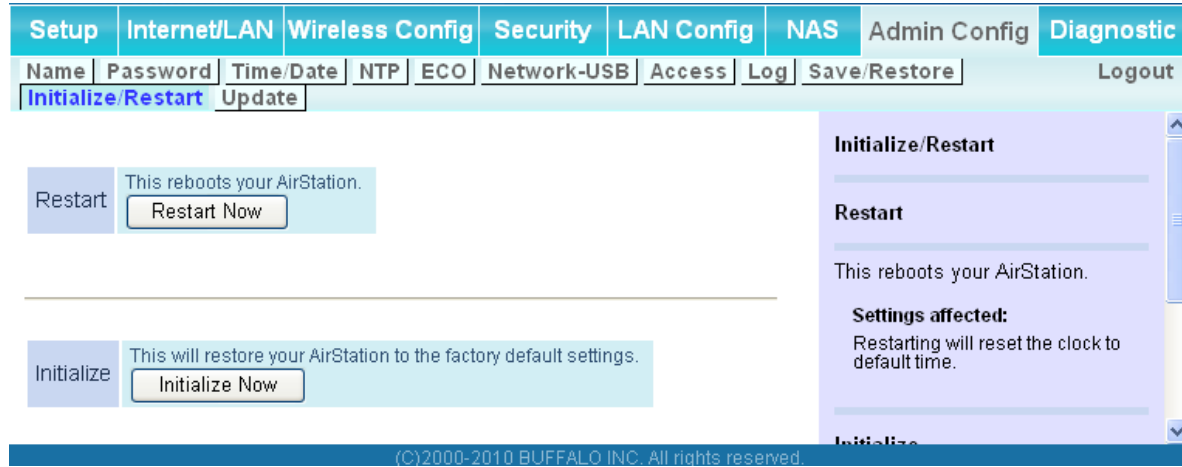 Setup Internet/LAN Wireless Config Security LAN Config NAS Admin Config Diagnostic
Name Password Time/Date NTP ECO Network-USB Access Log Save/Restore Logout
Initialize/Restart Update
Restart
This reboots your AirStation.
Restart Now
Initialize
This will restore your AirStation to the factory default settings.
Initialize Now
Initialize/Restart
Restart
This reboots your AirStation.
Settings affected:
Restarting will reset the clock to
default time.
Initialize
(C)2000-2010 BUFFALO INC. All rights reserved.